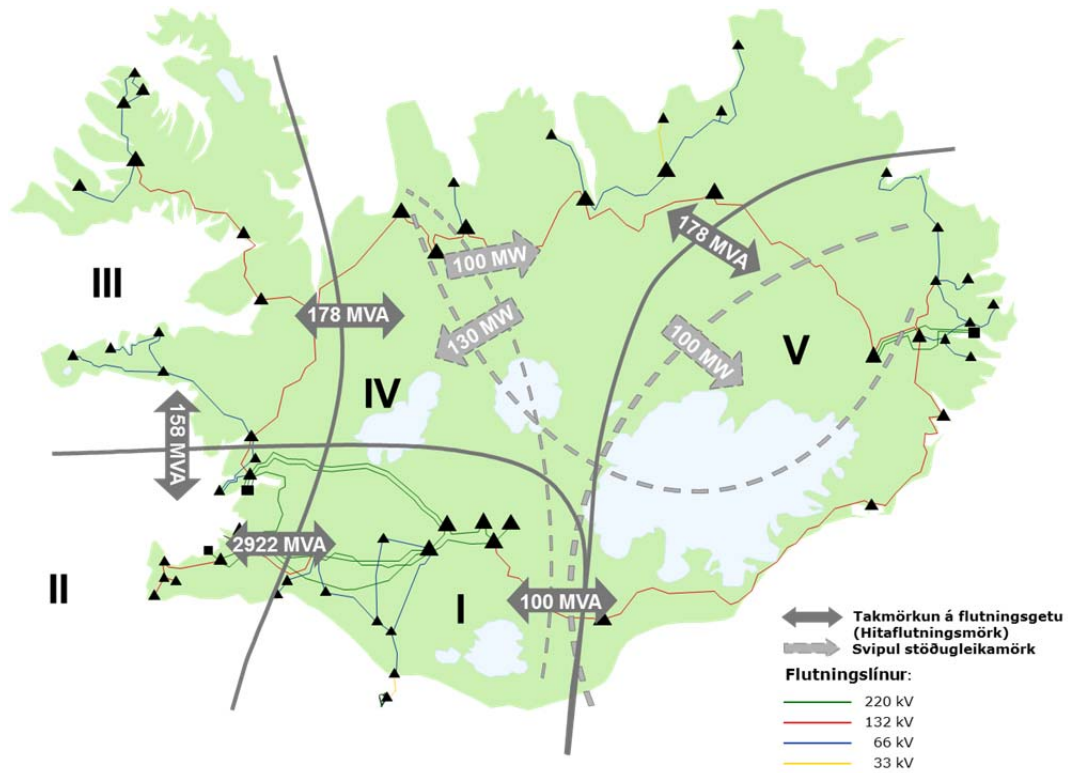 III
178 MVA
100 MW
178 MVA
130 MW
100 MW
V
IV
158 MVA
2922 MVA
II
I
100 MVA
Takmörkun á flutningsgetu
(Hitaflutningsmörk)
Svipul stöðugleikamörk
Flutningslínur:
220 kV
132 kV
66 kV
33 kV